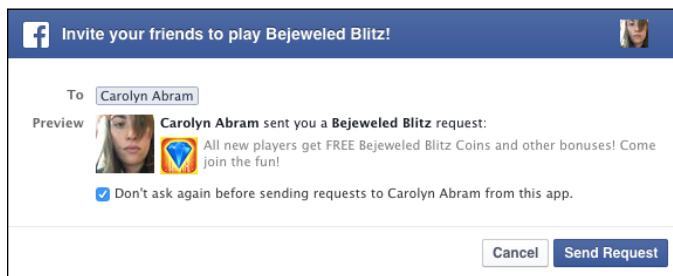 Invite your friends to play Bejeweled Blitz!
To Carolyn Abram
Preview Carolyn Abram sent you a Bejeweled Blitz request:
All new players get FREE Bejeweled Blitz Coins and other bonuses! Come
join the fun!
Don't ask again before sending requests to Carolyn Abram from this app.
Cancel Send Request